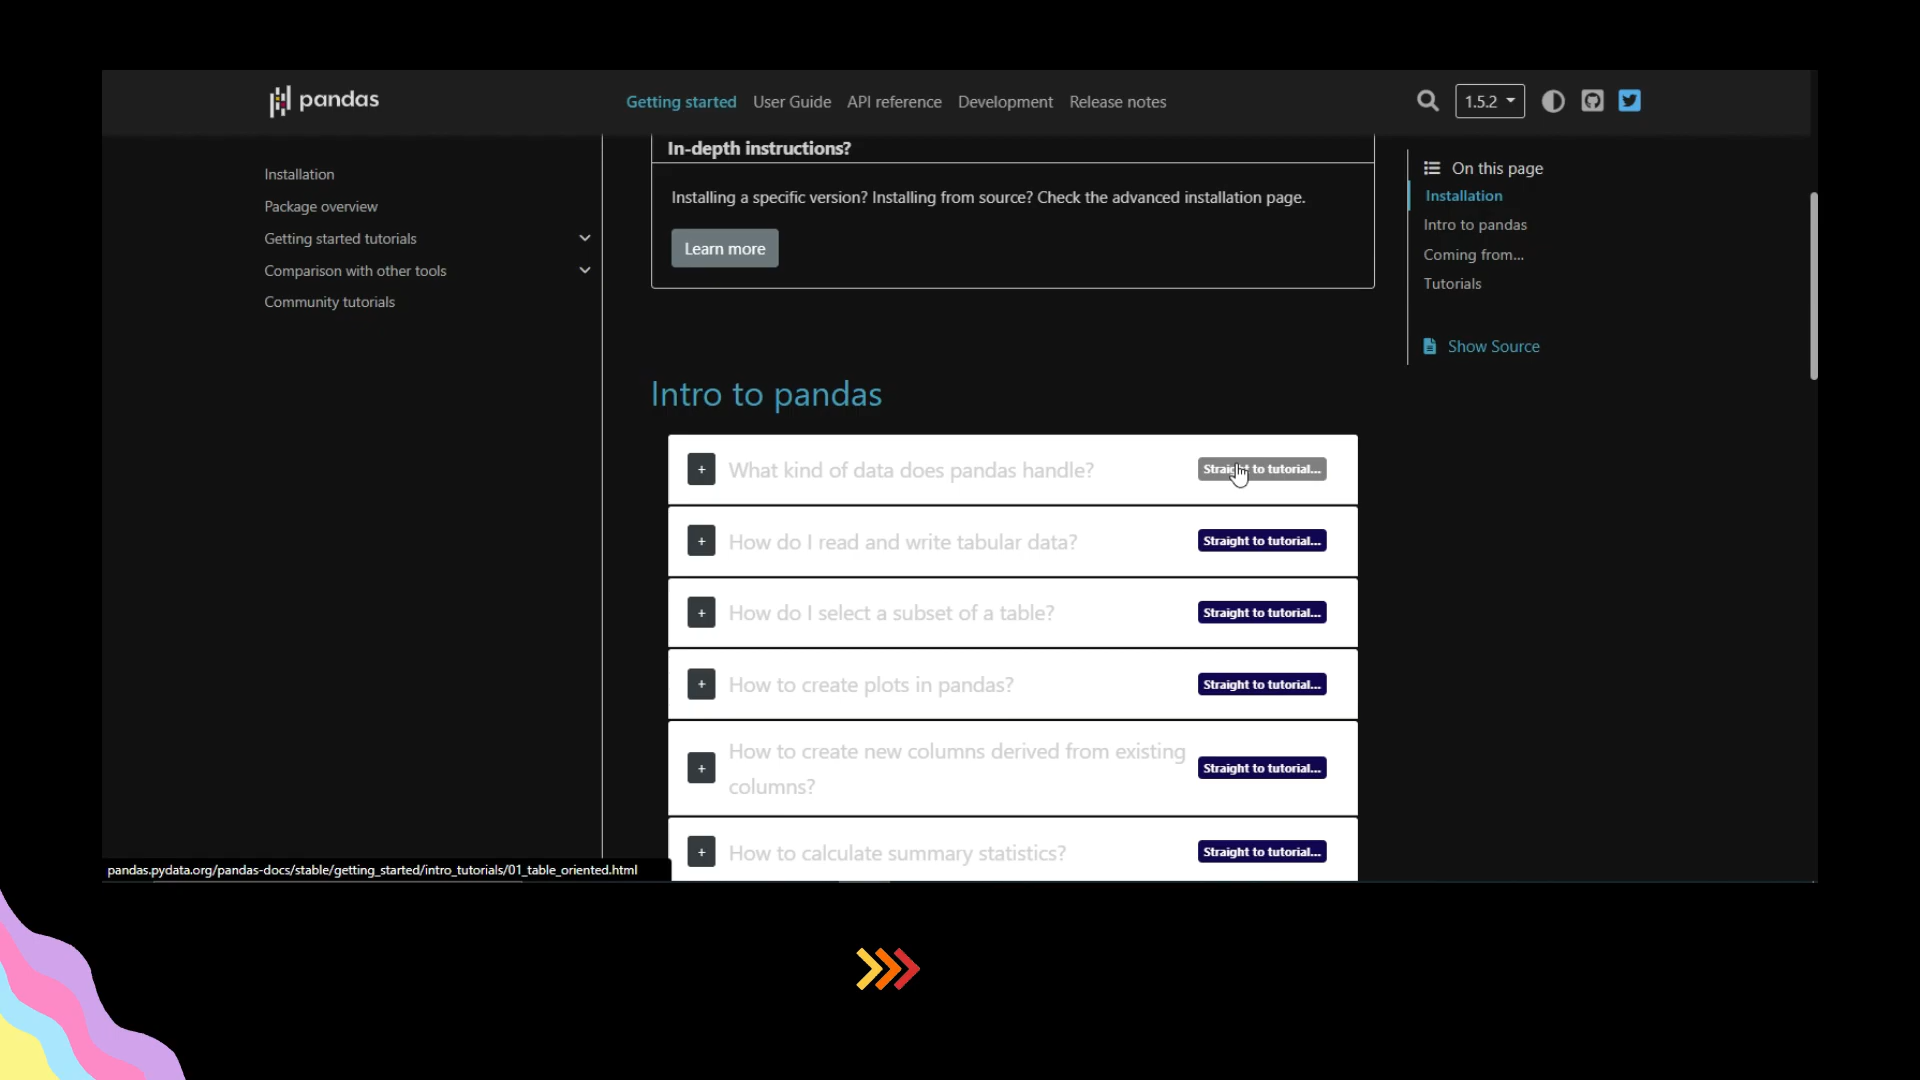 pandas
Getting started User Guide API reference Development Release notes
1.5.2
Installation
Package overview
Getting started tutorials
Comparison with other tools
Community tutorials
In-depth instructions?
Installing a specific version? Installing from source? Check the advanced installation page.
Learn more
Intro to pandas
+ What kind of data does pandas handle? Straight to tutorial...
+ How do I read and write tabular data? Straight to tutorial...
+ How do I select a subset of a table? Straight to tutorial...
+ How to create plots in pandas? Straight to tutorial...
+ How to create new columns derived from existing
columns? Straight to tutorial...
+ How to calculate summary statistics? Straight to tutorial...
On this page
Installation
Intro to pandas
Coming from...
Tutorials
Show Source
pandas.pydata.org/pandas-docs/stable/getting_started/intro_tutorials/01_table_oriented.html